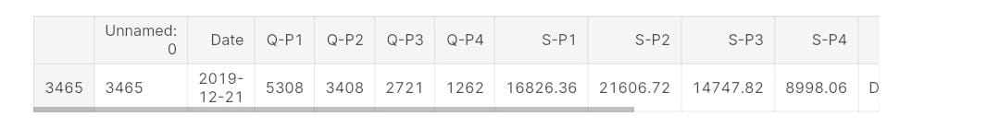 Unnamed: 0 Date Q-P1 Q-P2 Q-P3 Q-P4 S-P1 S-P2 S-P3 S-P4
3465 3465 2019-12-21 5308 3408 2721 1262 16826.36 21606.72 14747.82 8998.06 D